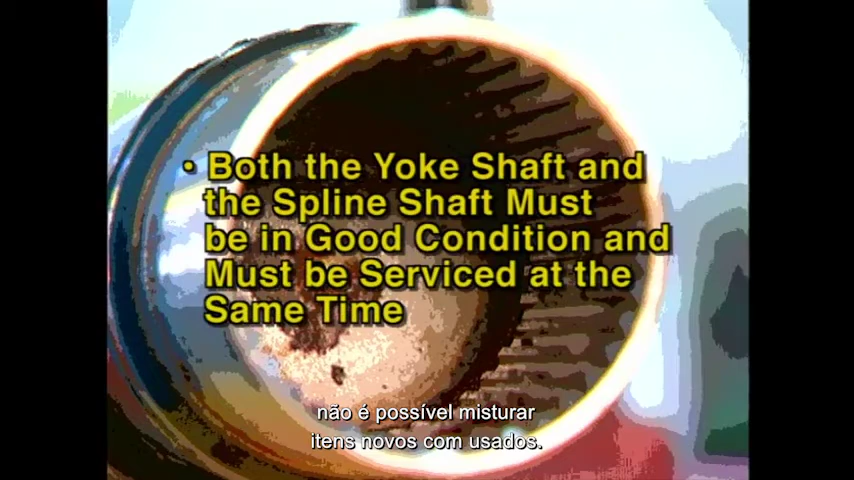 • Both the Yoke Shaft and
the Spline Shaft Must
be in Good Condition and
Must be Serviced at the
Same Time
não é possível misturar
itens novos com usados.